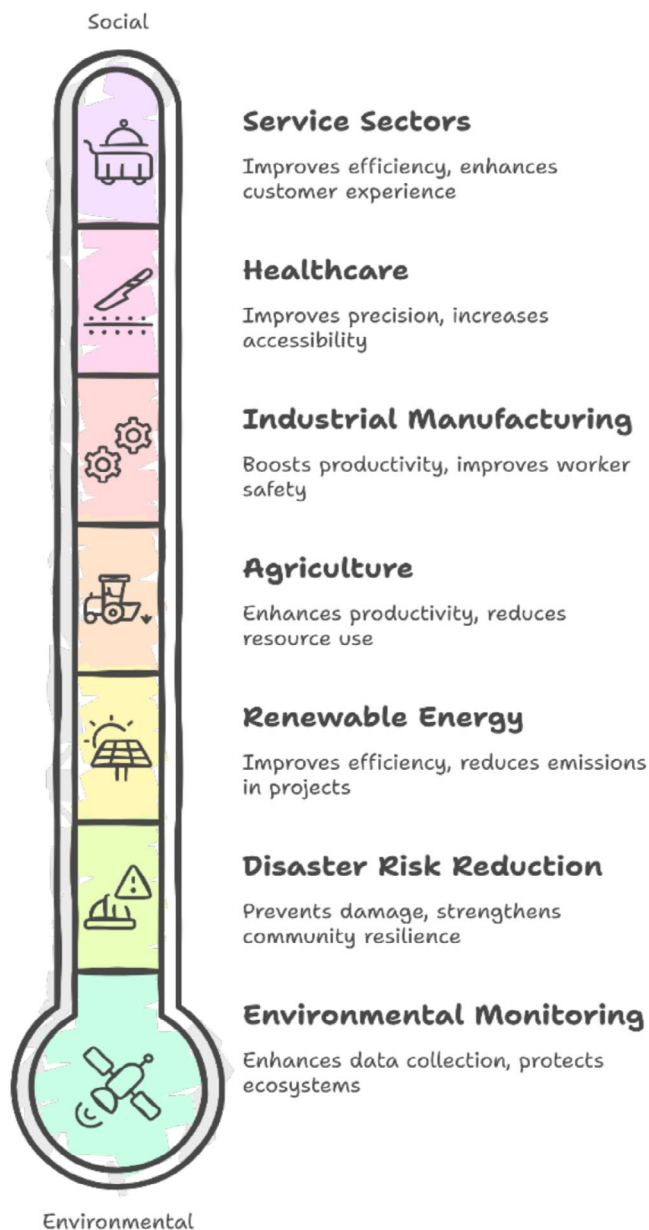 Social
Service Sectors
Improves efficiency, enhances
customer experience
Healthcare
Improves precision, increases
accessibility
Industrial Manufacturing
Boosts productivity, improves worker
safety
Agriculture
Enhances productivity, reduces
resource use
Renewable Energy
Improves efficiency, reduces emissions
in projects
Disaster Risk Reduction
Prevents damage, strengthens
community resilience
Environmental Monitoring
Enhances data collection, protects
ecosystems
Environmental